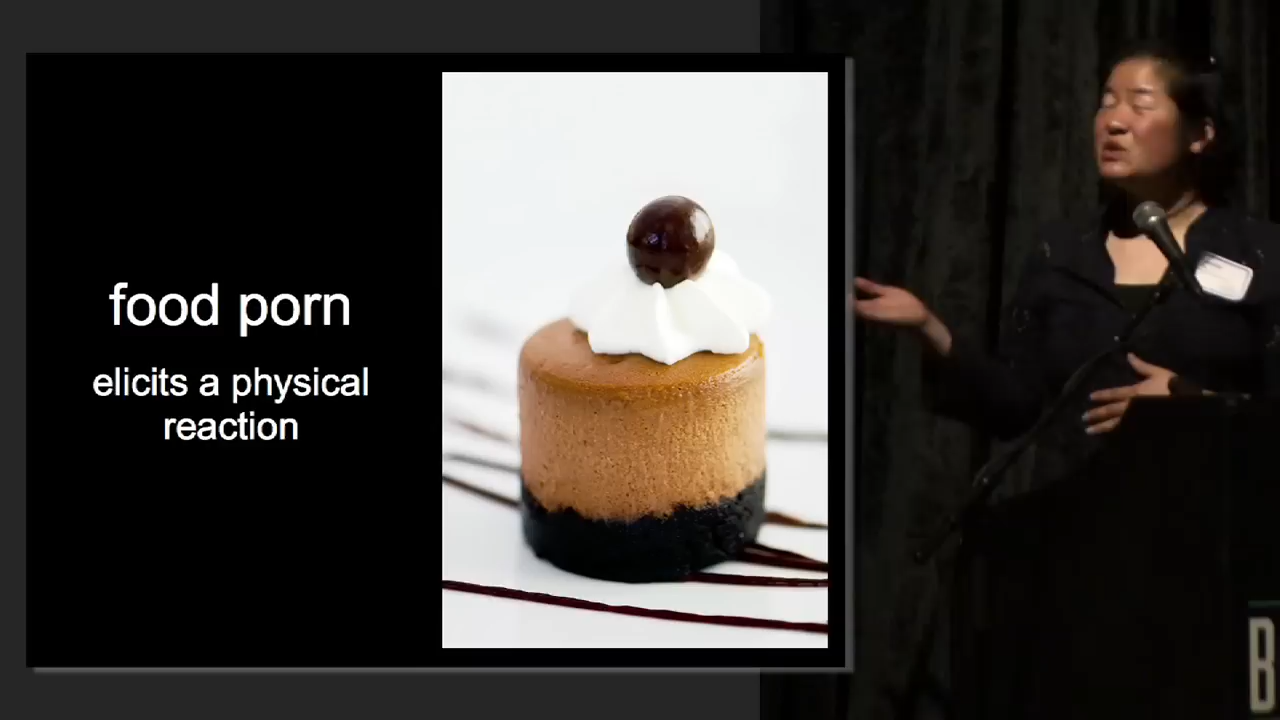 food porn
elicits a physical
reaction
B